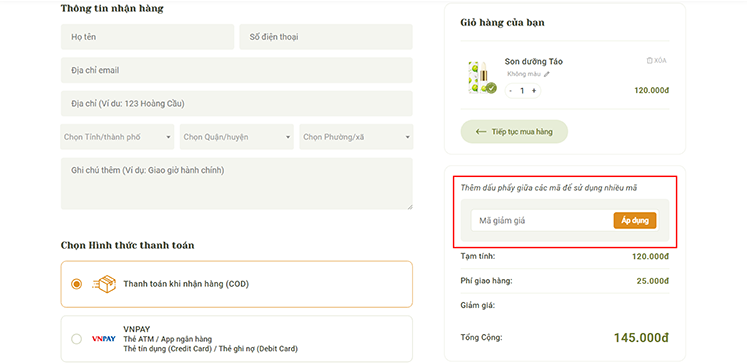 Thông tin nhận hàng
Họ tên
Số điện thoại
Địa chỉ email
Địa chỉ (Ví dụ: 123 Hoàng Cầu)
Chọn Tỉnh/thành phố
Chọn Quận/huyện
Chọn Phường/xã
Ghi chú thêm (Ví dụ: Giao giờ hành chính)
Chọn Hình thức thanh toán
Thanh toán khi nhận hàng (COD)
VNPAY
VNPAY
Thẻ ATM / App ngân hàng
Thẻ tín dụng (Credit Card) / Thẻ ghi nợ (Debit Card)
Giỏ hàng của bạn
Son dưỡng Táo
XÓA
Không màu
- 1 +
120.000đ
Tiếp tục mua hàng
Thêm dấu phẩy giữa các mã để sử dụng nhiều mã
Mã giảm giá
Áp dụng
Tạm tính:
120.000đ
Phí giao hàng:
25.000đ
Giảm giá:
Tổng Cộng:
145.000đ